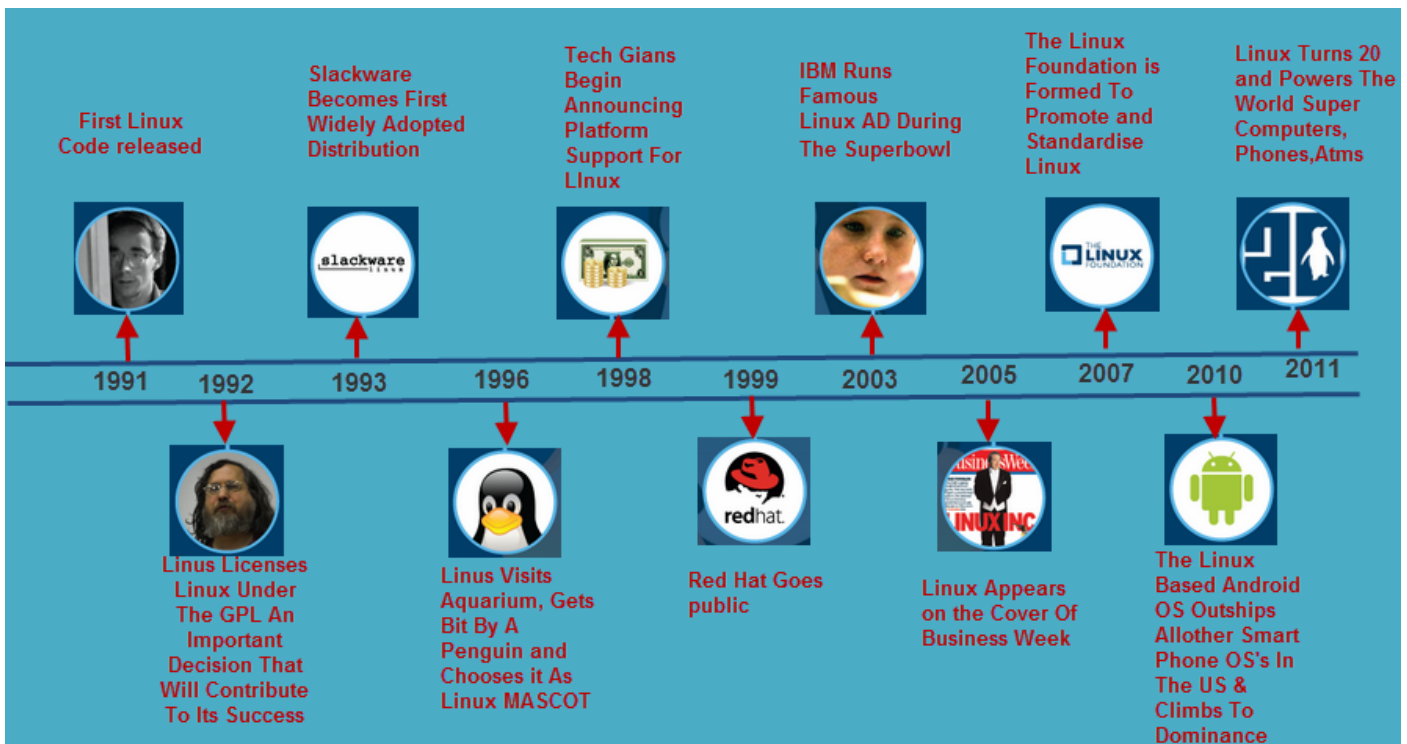 First Linux
Code released
Slackware
Becomes First
Widely Adopted
Distribution
Tech Gians
Begin
Announcing
Platform
Support For
LInux
IBM Runs
Famous
Linux AD During
The Superbowl
The Linux
Foundation is
Formed To
Promote and
Standardise
Linux
Linux Turns 20
and Powers The
World Super
Computers,
Phones,Atms
slackware
linux
THE
LINUX
FOUNDATION
1991
1992
1993
1996
1998
1999
2003
2005
2007
2010
2011
redhat.
BusinessWeek
LINUX INC
Linus Licenses
Linux Under
The GPL An
Important
Decision That
Will Contribute
To Its Success
Linus Visits
Aquarium, Gets
Bit By A
Penguin and
Chooses it As
Linux MASCOT
Red Hat Goes
public
Linux Appears
on the Cover Of
Business Week
The Linux
Based Android
OS Outships
Allother Smart
Phone OS's In
The US &
Climbs To
Dominance